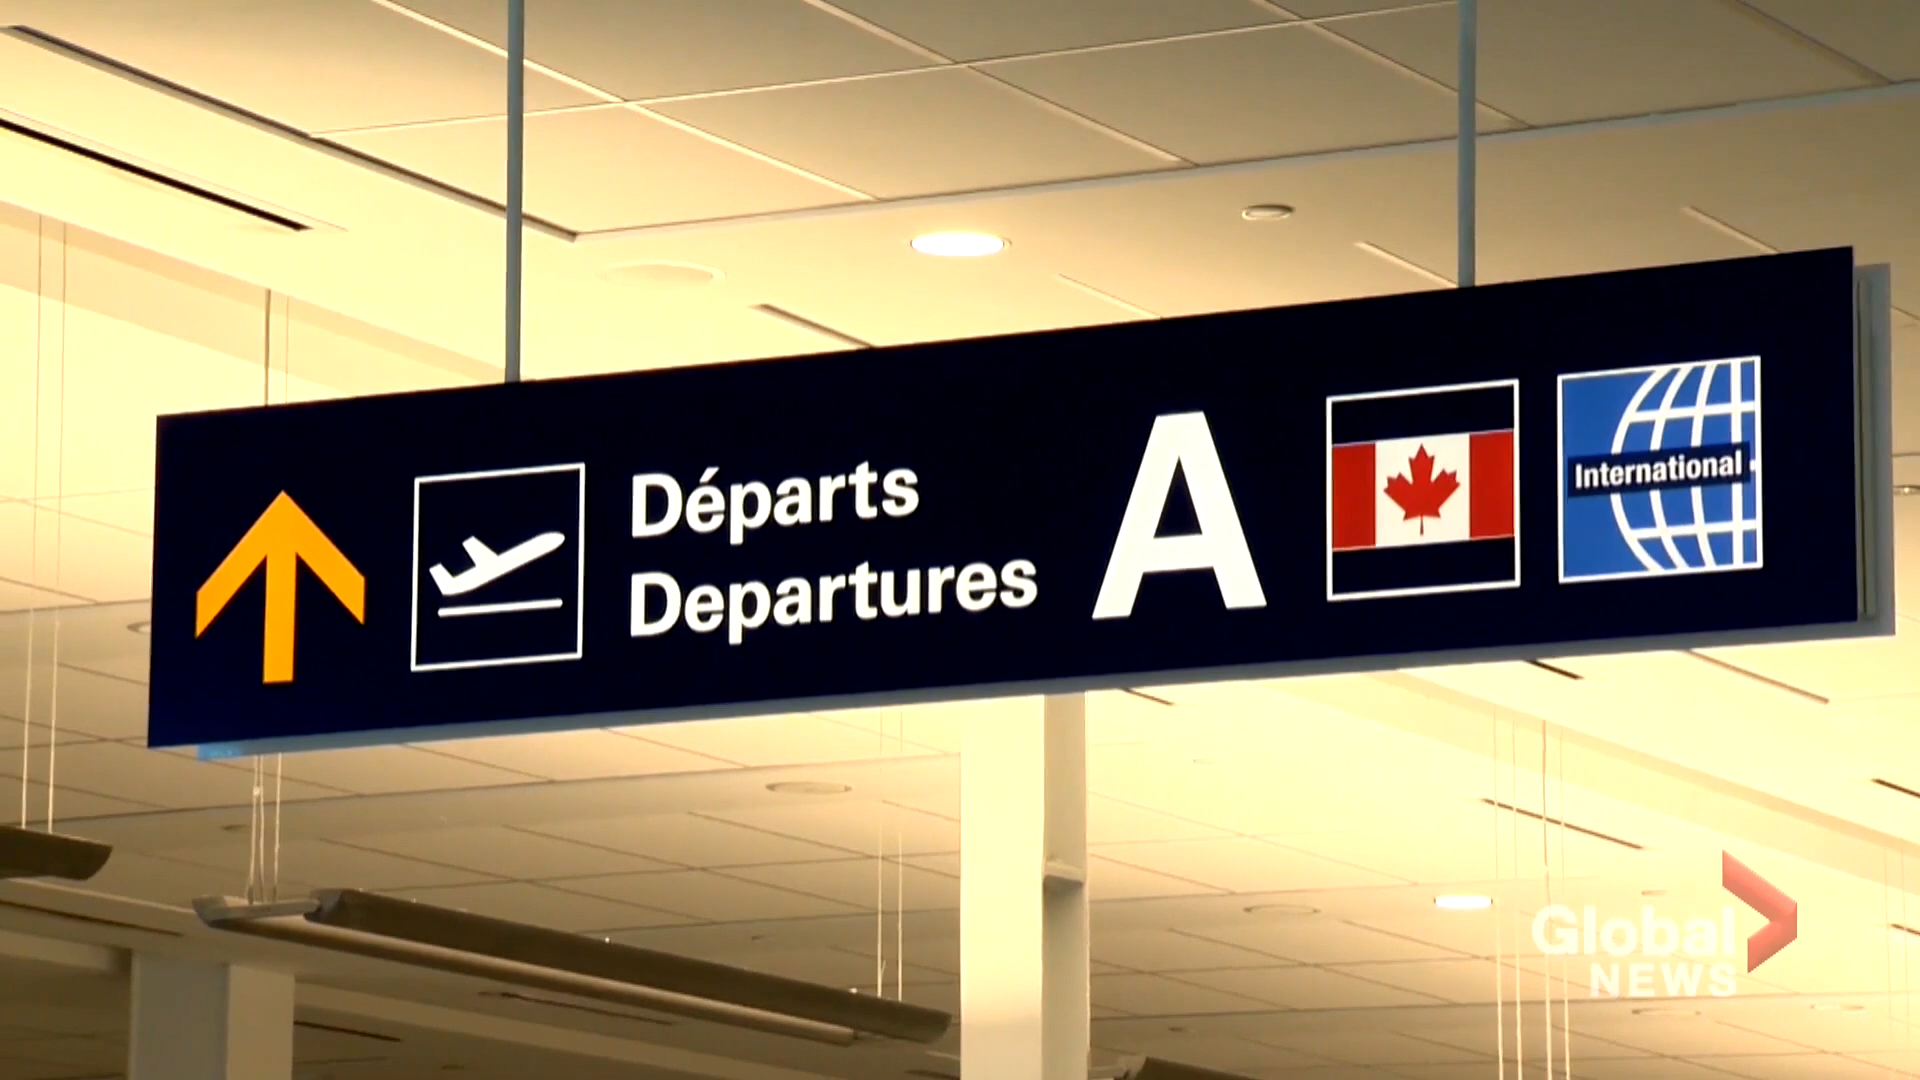 Départs
Departures
A
International
Global
NEWS